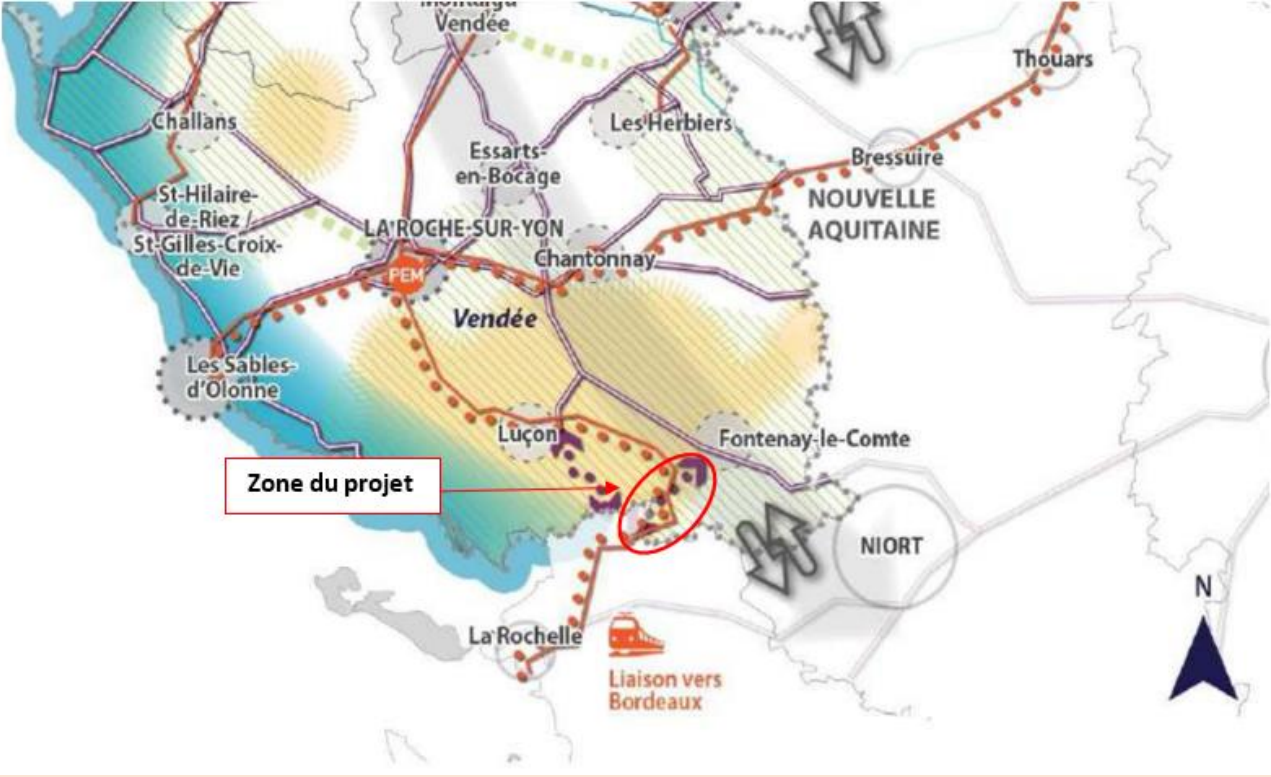 Montaigu
Vendée
Thouars
Challans
Les Herbiers
Essarts-
en-Bocage
Bressuire
St-Hilaire-
de-Riez /
St-Gilles-Croix-
de-Vie
NOUVELLE
AQUITAINE
LA ROCHE-SUR-YON
Chantonnay
PEM
Vendée
Les Sables-
d'Olonne
Luçon
Fontenay-le-Comte
Zone du projet
NIORT
N
La Rochelle
Liaison vers
Bordeaux